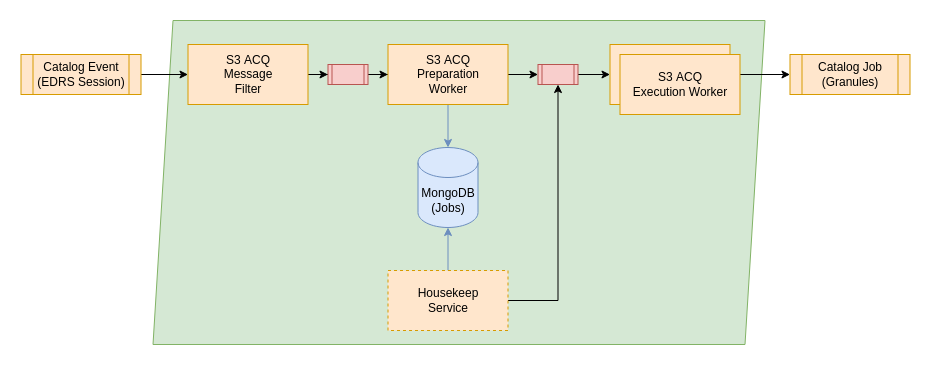 Catalog Event
(EDRS Session)
S3 ACQ
Message
Filter
S3 ACQ
Preparation
Worker
S3 ACQ
Execution Worker
Catalog Job
(Granules)
MongoDB
(Jobs)
Housekeep
Service